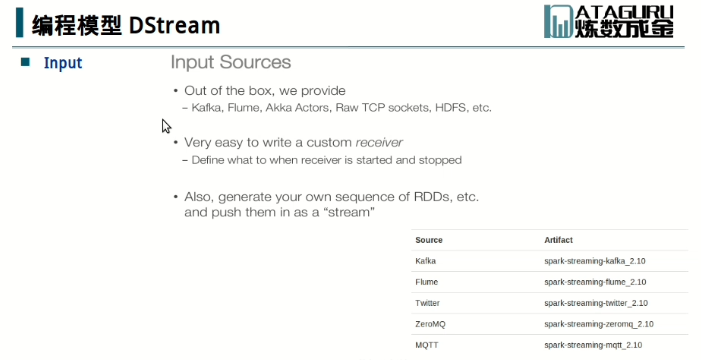 编程模型 DStream
ATAGURU
炼数成金
Input
Input Sources
• Out of the box, we provide
– Kafka, Flume, Akka Actors, Raw TCP sockets, HDFS, etc.
• Very easy to write a custom receiver
– Define what to when receiver is started and stopped
• Also, generate your own sequence of RDDs, etc.
and push them in as a “stream”
Source Artifact
Kafka spark-streaming-kafka_2.10
Flume spark-streaming-flume_2.10
Twitter spark-streaming-twitter_2.10
ZeroMQ spark-streaming-zeromq_2.10
MQTT spark-streaming-mqtt_2.10